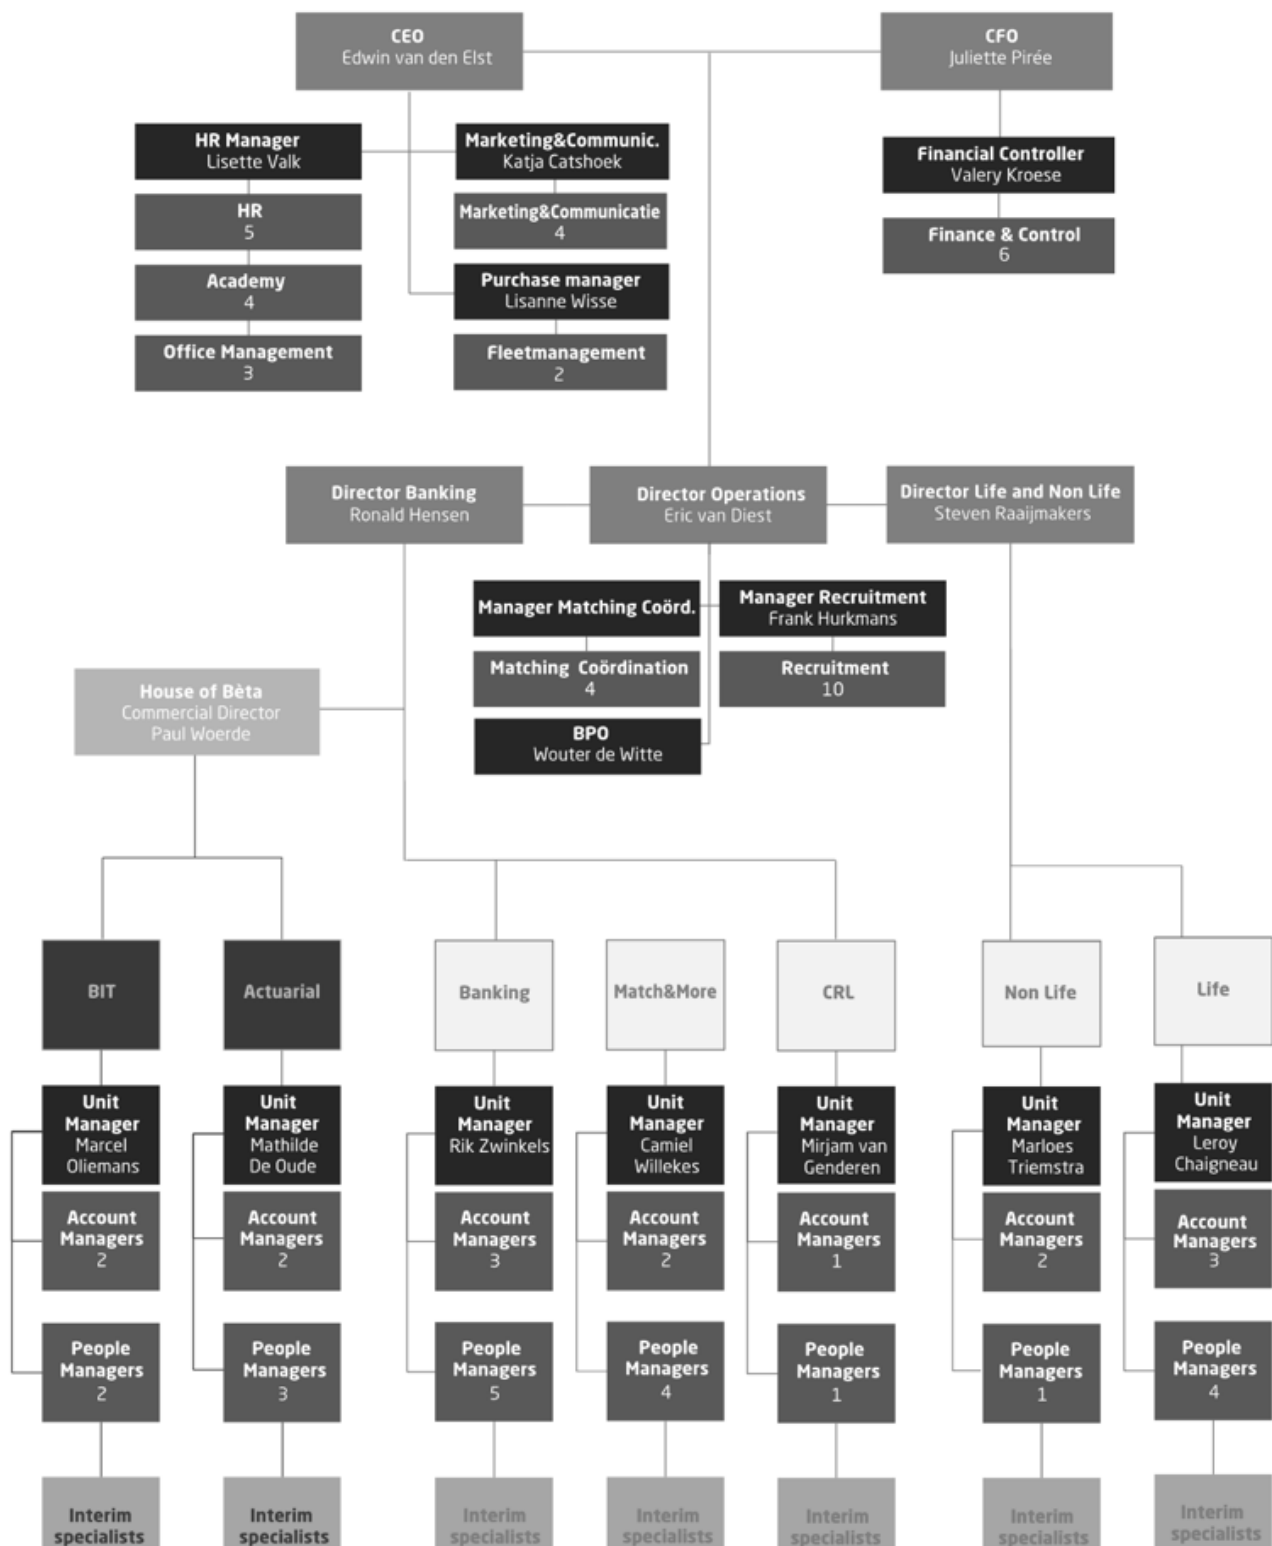 CEO
Edwin van den Elst
CFO
Juliette Pirée
HR Manager
Lisette Valk
Marketing&Communic.
Katja Catshoek
Financial Controller
Valery Kroese
HR
5
Marketing&Communicatie
4
Finance & Control
6
Academy
4
Purchase manager
Lisanne Wisse
Office Management
3
Fleetmanagement
2
Director Banking
Ronald Hensen
Director Operations
Eric van Diest
Director Life and Non Life
Steven Raaijmakers
Manager Matching Coörd.
Manager Recruitment
Frank Hurkmans
Matching Coördination
4
Recruitment
10
House of Bèta
Commercial Director
Paul Woerde
BPO
Wouter de Witte
BIT
Actuarial
Banking
Match&More
CRL
Non Life
Life
Unit
Manager
Marcel
Oliemans
Unit
Manager
Mathilde
De Oude
Unit
Manager
Rik Zwinkels
Unit
Manager
Camiel
Willekes
Unit
Manager
Mirjam van
Genderen
Unit
Manager
Marloes
Triemstra
Unit
Manager
Leroy
Chaigneau
Account
Managers
2
Account
Managers
2
Account
Managers
3
Account
Managers
2
Account
Managers
1
Account
Managers
2
Account
Managers
3
People
Managers
2
People
Managers
3
People
Managers
5
People
Managers
4
People
Managers
1
People
Managers
1
People
Managers
4
Interim
specialists
Interim
specialists
Interim
specialists
Interim
specialists
Interim
specialists
Interim
specialists
Interim
specialists